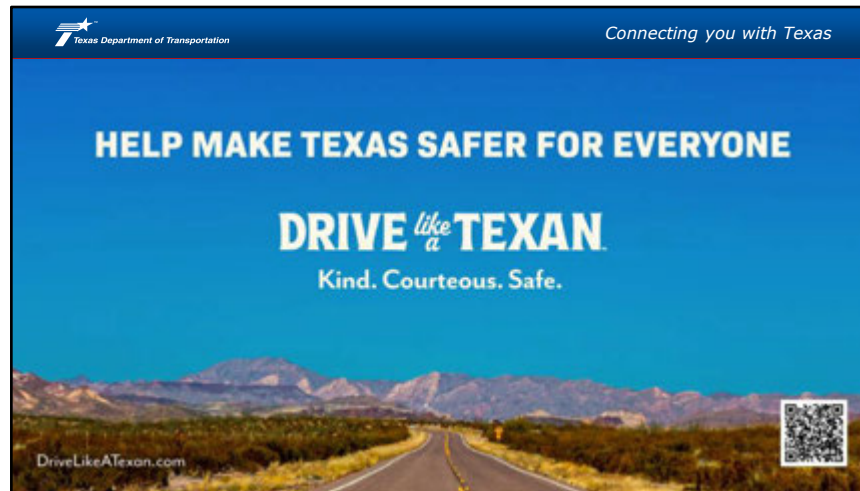 Texas Department of Transportation
Connecting you with Texas
HELP MAKE TEXAS SAFER FOR EVERYONE
DRIVE like a TEXAN™
Kind. Courteous. Safe.
DriveLikeATexan.com